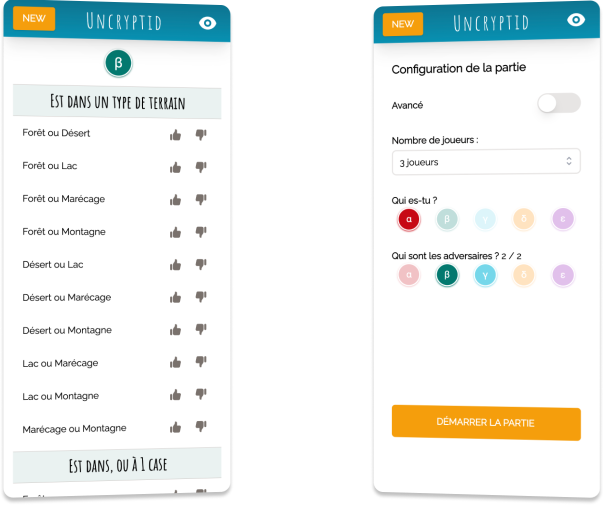 NEW
UNCRYPTID
β
EST DANS UN TYPE DE TERRAIN
Forêt ou Désert
Forêt ou Lac
Forêt ou Marécage
Forêt ou Montagne
Désert ou Lac
Désert ou Marécage
Désert ou Montagne
Lac ou Marécage
Lac ou Montagne
Marécage ou Montagne
EST DANS, OU À 1 CASE
NEW
UNCRYPTID
Configuration de la partie
Avancé
Nombre de joueurs :
3 joueurs
Qui es-tu ?
α β γ δ ε
Qui sont les adversaires ? 2 / 2
α β γ δ ε
DÉMARRER LA PARTIE